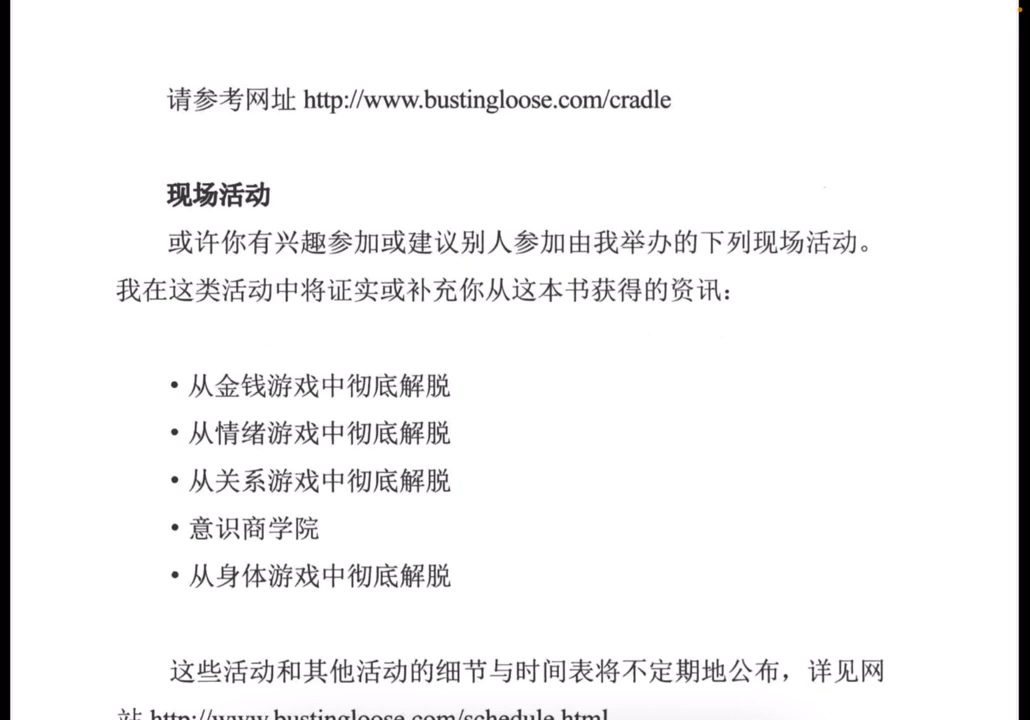 请参考网址 http://www.bustingloose.com/cradle
现场活动
或许你有兴趣参加或建议别人参加由我举办的下列现场活动。
我在这类活动中将证实或补充你从这本书获得的资讯：
• 从金钱游戏中彻底解脱
• 从情绪游戏中彻底解脱
• 从关系游戏中彻底解脱
• 意识商学院
• 从身体游戏中彻底解脱
这些活动和其他活动的细节与时间表将不定期地公布，详见网
站 http://www.bustingloose.com/schedule.html